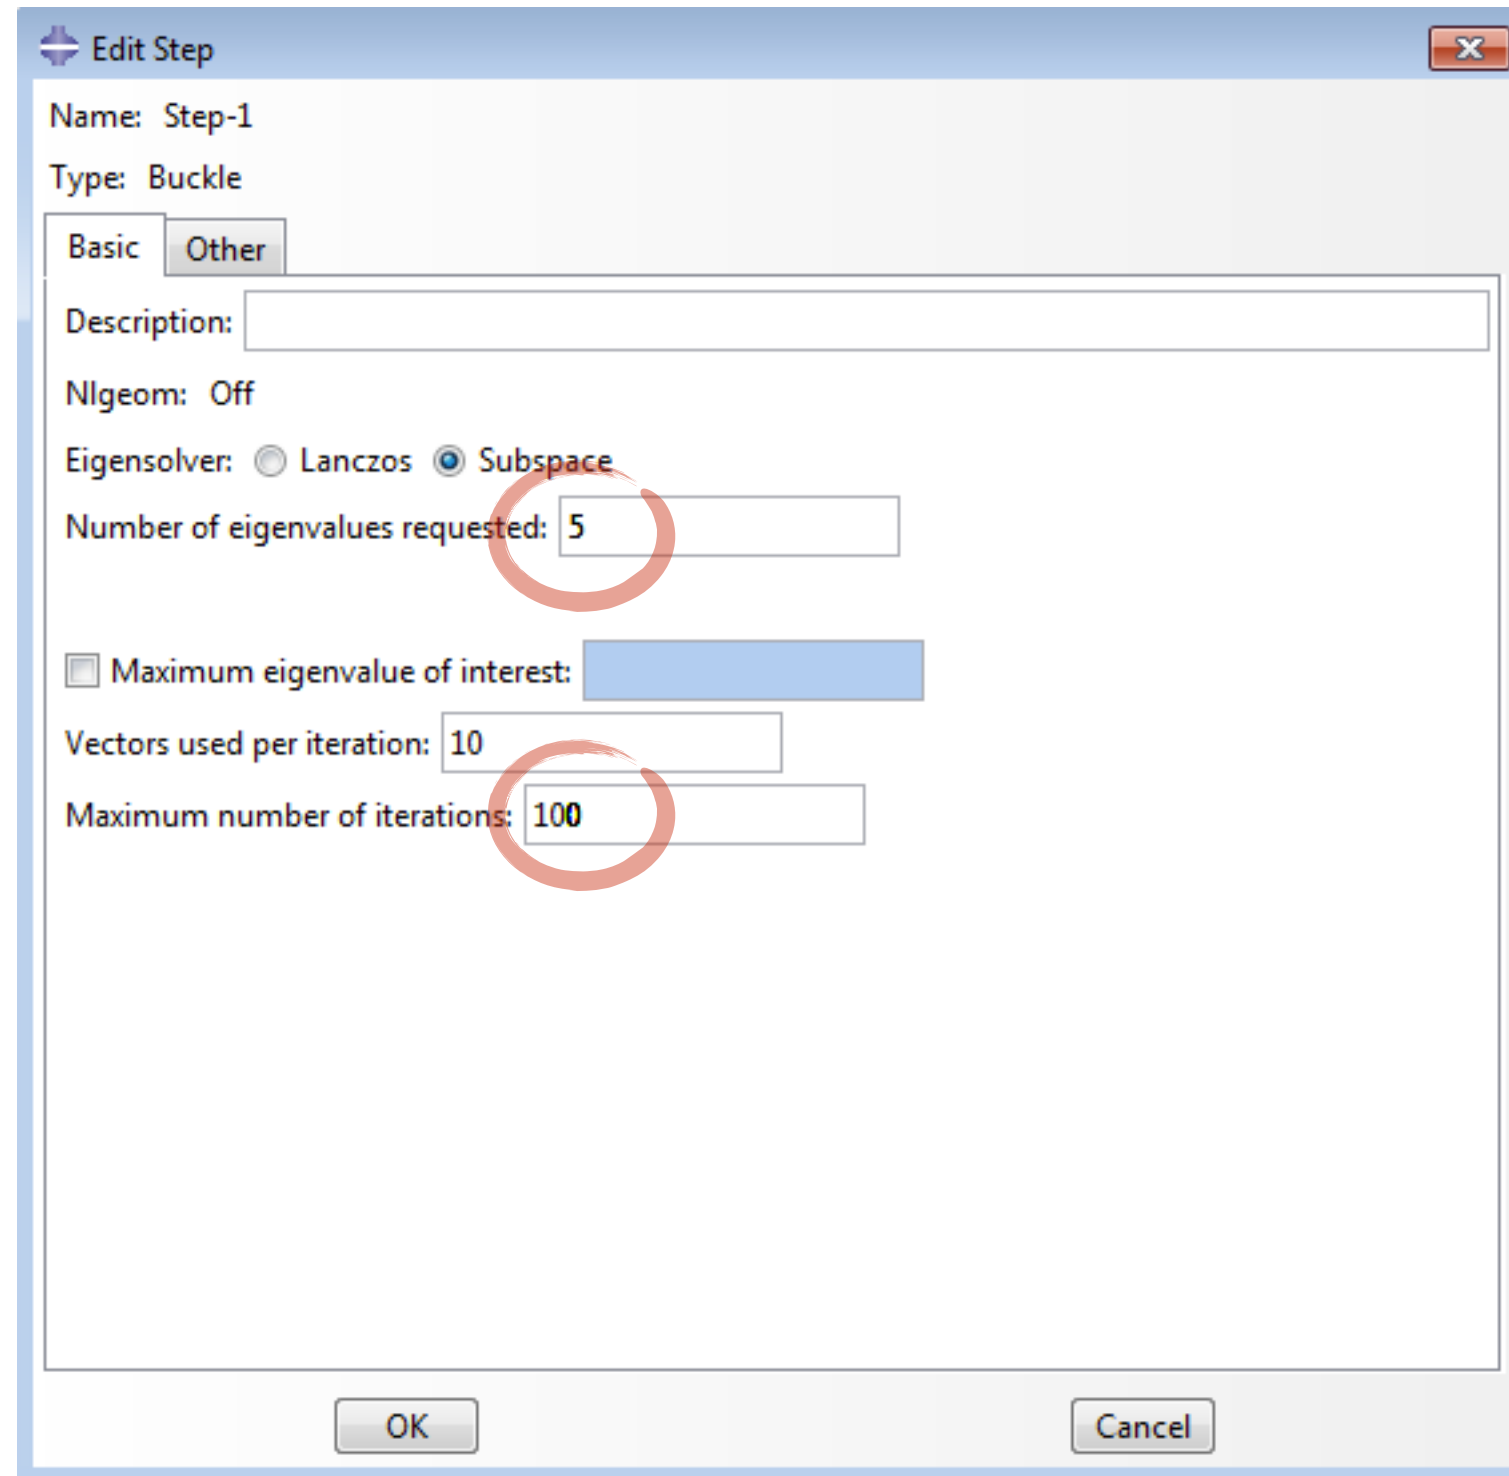 Edit Step
Name: Step-1
Type: Buckle
Basic Other
Description:
Nlgeom: Off
Eigensolver: Lanczos Subspace
Number of eigenvalues requested: 5
Maximum eigenvalue of interest:
Vectors used per iteration: 10
Maximum number of iterations: 100
OK Cancel